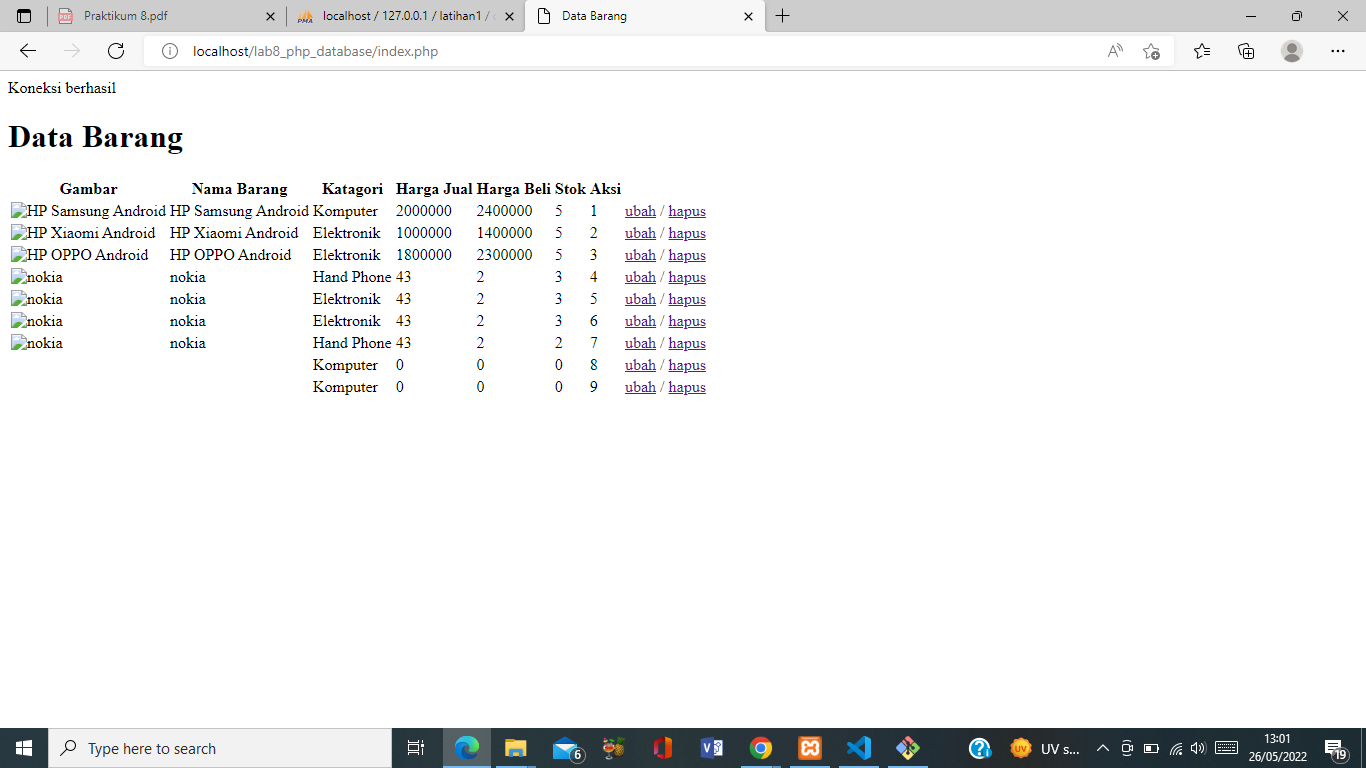 Praktikum 8.pdf
localhost / 127.0.0.1 / latihan1 /
Data Barang
localhost/lab8_php_database/index.php
Koneksi berhasil
Data Barang
Gambar Nama Barang Katagori Harga Jual Harga Beli Stok Aksi
HP Samsung Android HP Samsung Android Komputer 2000000 2400000 5 1 ubah / hapus
HP Xiaomi Android HP Xiaomi Android Elektronik 1000000 1400000 5 2 ubah / hapus
HP OPPO Android HP OPPO Android Elektronik 1800000 2300000 5 3 ubah / hapus
nokia nokia Hand Phone 43 2 3 4 ubah / hapus
nokia nokia Elektronik 43 2 3 5 ubah / hapus
nokia nokia Elektronik 43 2 3 6 ubah / hapus
nokia nokia Hand Phone 43 2 2 7 ubah / hapus
Komputer 0 0 0 8 ubah / hapus
Komputer 0 0 0 9 ubah / hapus
Type here to search
6
UV
UV s...
13:01
26/05/2022
19